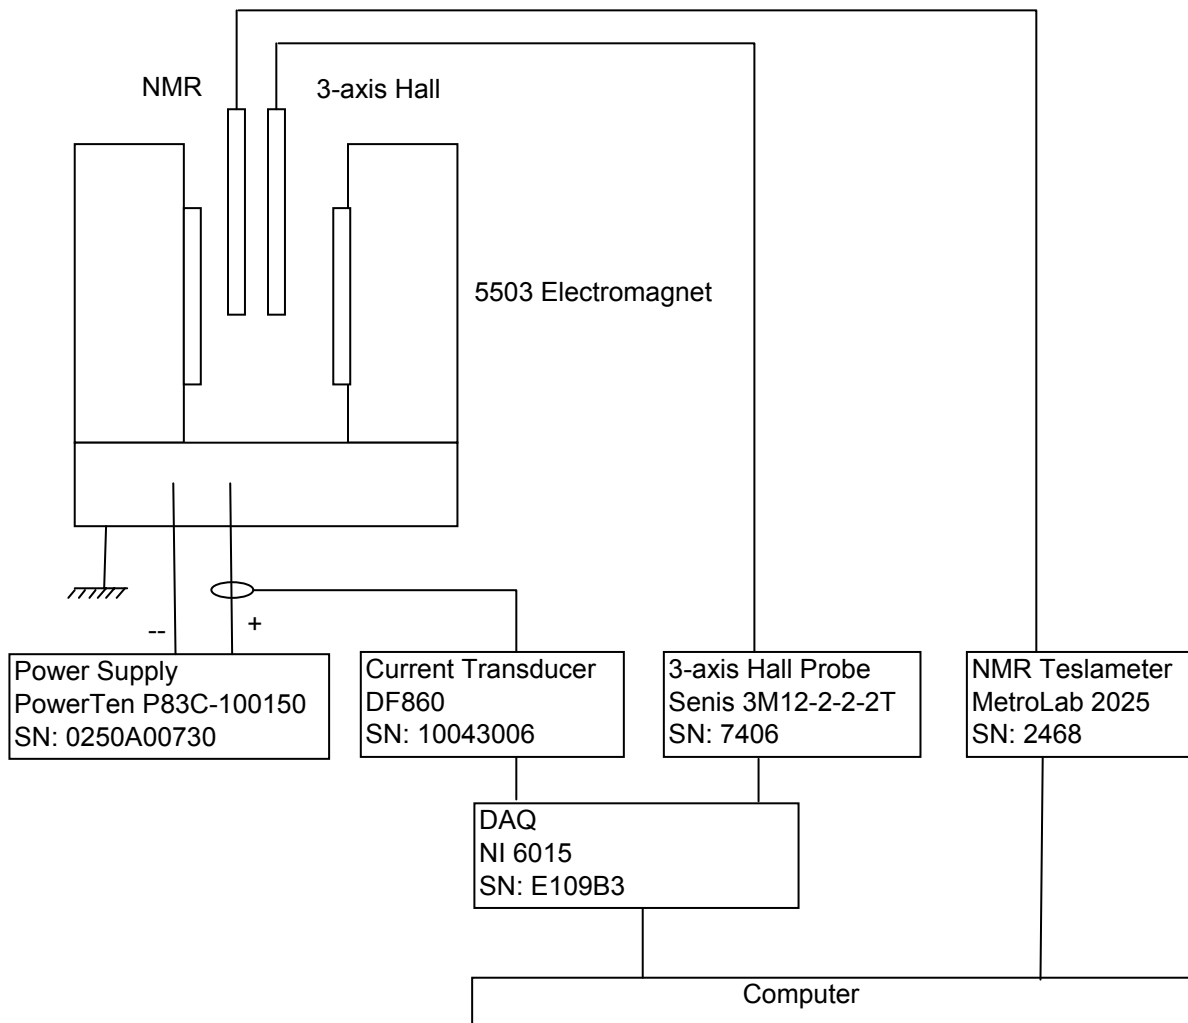 NMR
3-axis Hall
5503 Electromagnet
--
+
Power Supply
PowerTen P83C-100150
SN: 0250A00730
Current Transducer
DF860
SN: 10043006
3-axis Hall Probe
Senis 3M12-2-2-2T
SN: 7406
NMR Teslameter
MetroLab 2025
SN: 2468
DAQ
NI 6015
SN: E109B3
Computer